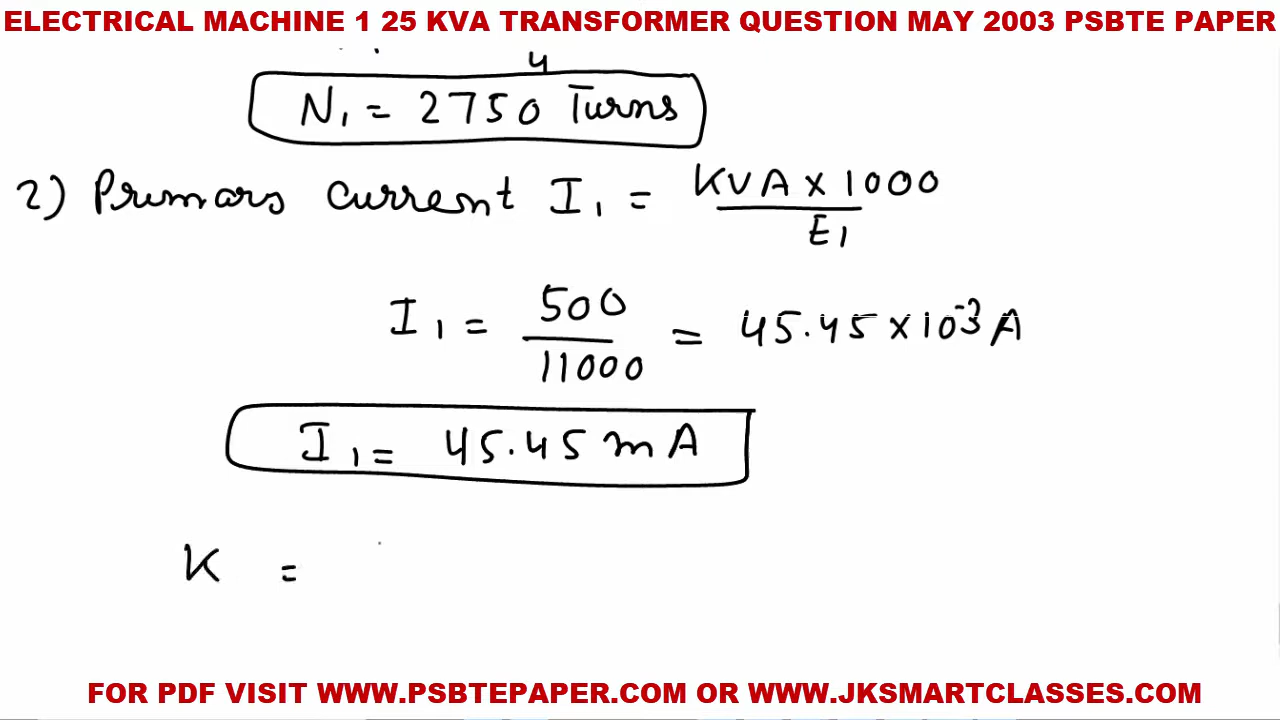 ELECTRICAL MACHINE 1 25 KVA TRANSFORMER QUESTION MAY 2003 PSBTE PAPER
4
N₁ = 2750 Turns
2) Primary current I₁ = KVA x 1000 / E1
I₁ = 500 / 11000 = 45.45 x 10⁻³ A
I₁ = 45.45 mA
K =
FOR PDF VISIT WWW.PSBTEPAPER.COM OR WWW.JKSMARTCLASSES.COM